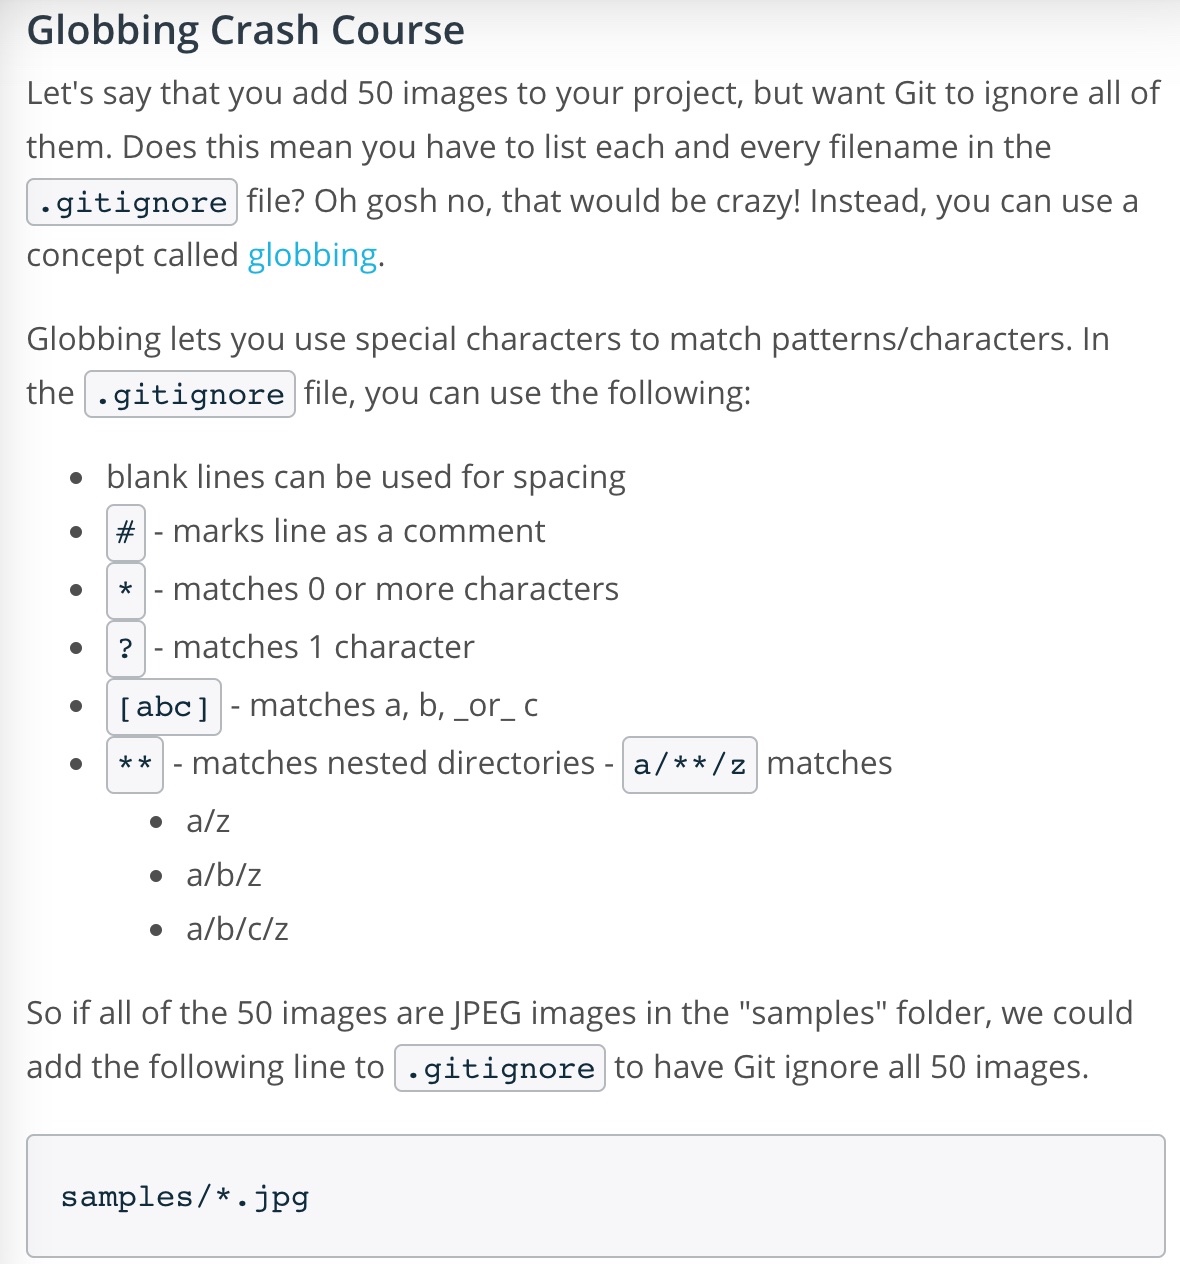 Globbing Crash Course
Let's say that you add 50 images to your project, but want Git to ignore all of
them. Does this mean you have to list each and every filename in the
.gitignore file? Oh gosh no, that would be crazy! Instead, you can use a
concept called globbing.
Globbing lets you use special characters to match patterns/characters. In
the .gitignore file, you can use the following:
• blank lines can be used for spacing
• # - marks line as a comment
• * - matches 0 or more characters
• ? - matches 1 character
• [abc] - matches a, b, _or_ c
• ** - matches nested directories - a/**/z matches
• a/z
• a/b/z
• a/b/c/z
So if all of the 50 images are JPEG images in the "samples" folder, we could
add the following line to .gitignore to have Git ignore all 50 images.
samples/*.jpg